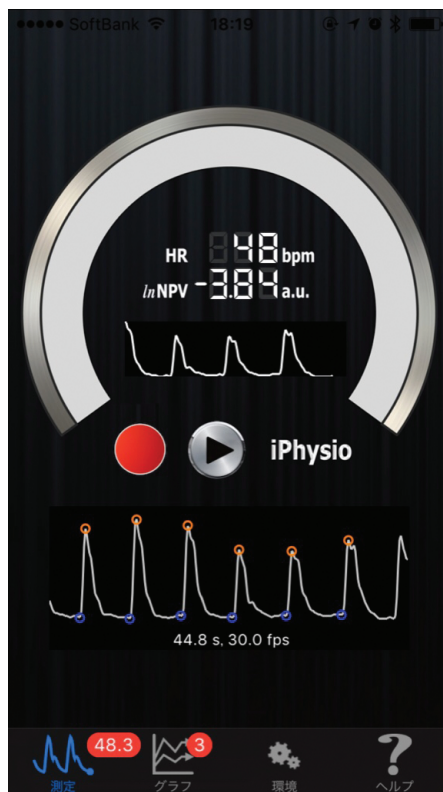 SoftBank 18:19
HR 48 bpm
lnNPV -3.84 a.u.
iPhysio
44.8 s, 30.0 fps
48.3 3
測定 グラフ 環境 ヘルプ